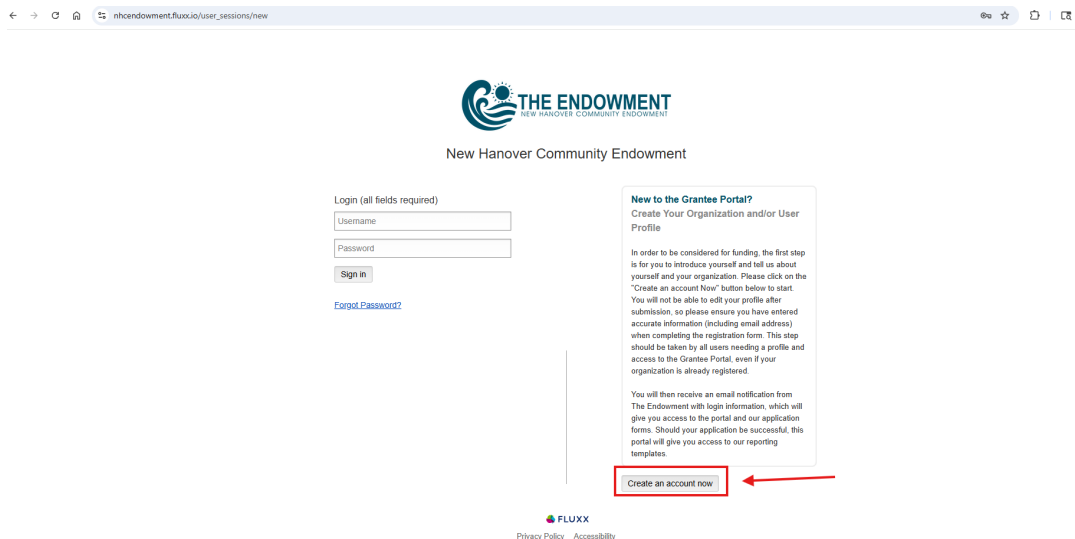 nhcendowment.fluxx.io/user_sessions/new
THE ENDOWMENT
NEW HANOVER COMMUNITY ENDOWMENT
New Hanover Community Endowment
Login (all fields required)
Username
Password
Sign in
Forgot Password?
New to the Grantee Portal?
Create Your Organization and/or User
Profile
In order to be considered for funding, the first step
is for you to introduce yourself and tell us about
yourself and your organization. Please click on the
"Create an account Now" button below to start.
You will not be able to edit your profile after
submission, so please ensure you have entered
accurate information (including email address)
when completing the registration form. This step
should be taken by all users needing a profile and
access to the Grantee Portal, even if your
organization is already registered.
You will then receive an email notification from
The Endowment with login information, which will
give you access to the portal and our application
forms. Should your application be successful, this
portal will give you access to our reporting
templates.
Create an account now
FLUXX
Privacy Policy Accessibility